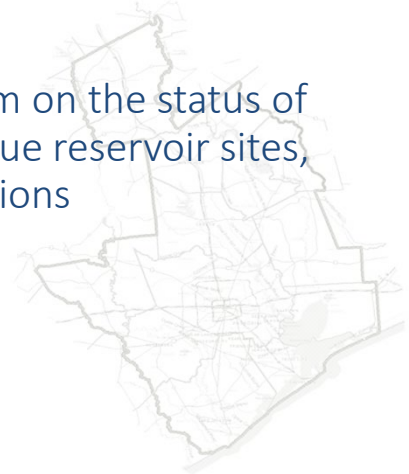 m on the status of
ue reservoir sites,
ions